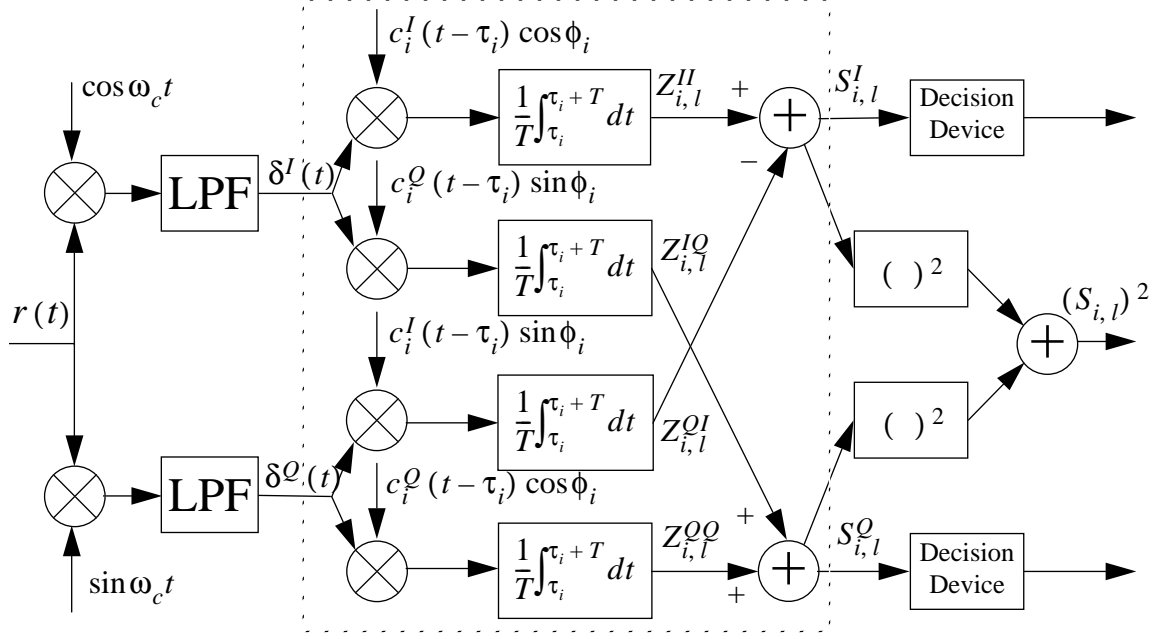 c_i^I (t – τ_i) cos ϕ_i
cos ω_c t
1/T ∫_{τ_i}^{τ_i + T} dt
Z_{i, l}^{II}
+
+
S_{i, l}^I
Decision
Device
–
LPF
δ^I (t)
c_i^Q (t – τ_i) sin ϕ_i
1/T ∫_{τ_i}^{τ_i + T} dt
Z_{i, l}^{IQ}
( )^2
r (t)
(S_{i, l})^2
+
c_i^I (t – τ_i) sin ϕ_i
1/T ∫_{τ_i}^{τ_i + T} dt
Z_{i, l}^{QI}
( )^2
LPF
δ^Q (t)
c_i^Q (t – τ_i) cos ϕ_i
1/T ∫_{τ_i}^{τ_i + T} dt
Z_{i, l}^{QQ}
+
+
+
S_{i, l}^Q
Decision
Device
sin ω_c t